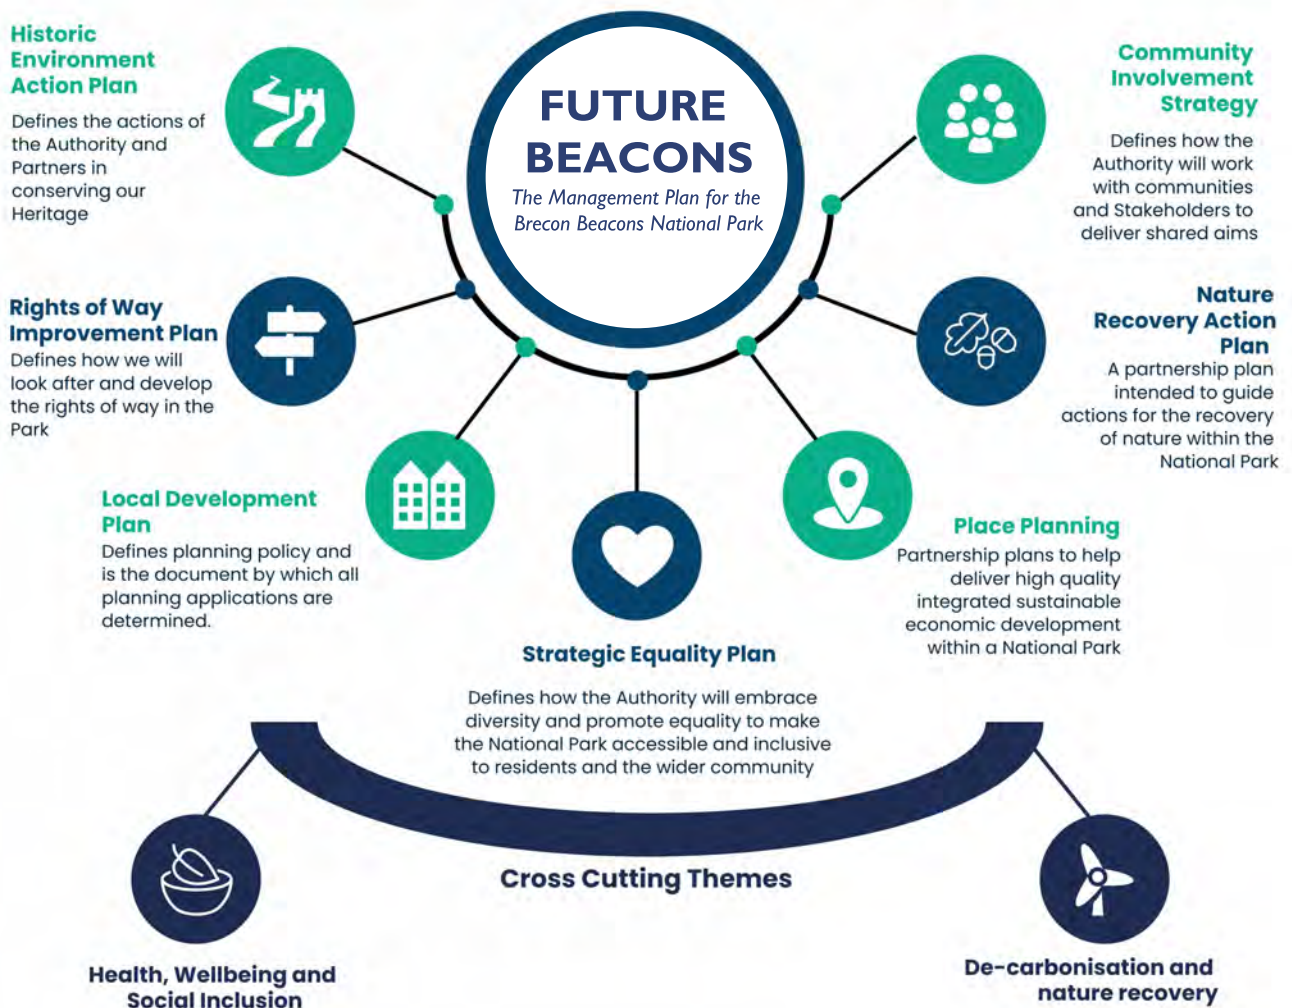 FUTURE
BEACONS
The Management Plan for the
Brecon Beacons National Park
Historic
Environment
Action Plan
Defines the actions of
the Authority and
Partners in
conserving our
Heritage
Rights of Way
Improvement Plan
Defines how we will
look after and develop
the rights of way in the
Park
Local Development
Plan
Defines planning policy and
is the document by which all
planning applications are
determined.
Strategic Equality Plan
Defines how the Authority will embrace
diversity and promote equality to make
the National Park accessible and inclusive
to residents and the wider community
Place Planning
Partnership plans to help
deliver high quality
integrated sustainable
economic development
within a National Park
Nature
Recovery Action
Plan
A partnership plan
intended to guide
actions for the recovery
of nature within the
National Park
Community
Involvement
Strategy
Defines how the
Authority will work
with communities
and Stakeholders to
deliver shared aims
Cross Cutting Themes
Health, Wellbeing and
Social Inclusion
De-carbonisation and
nature recovery